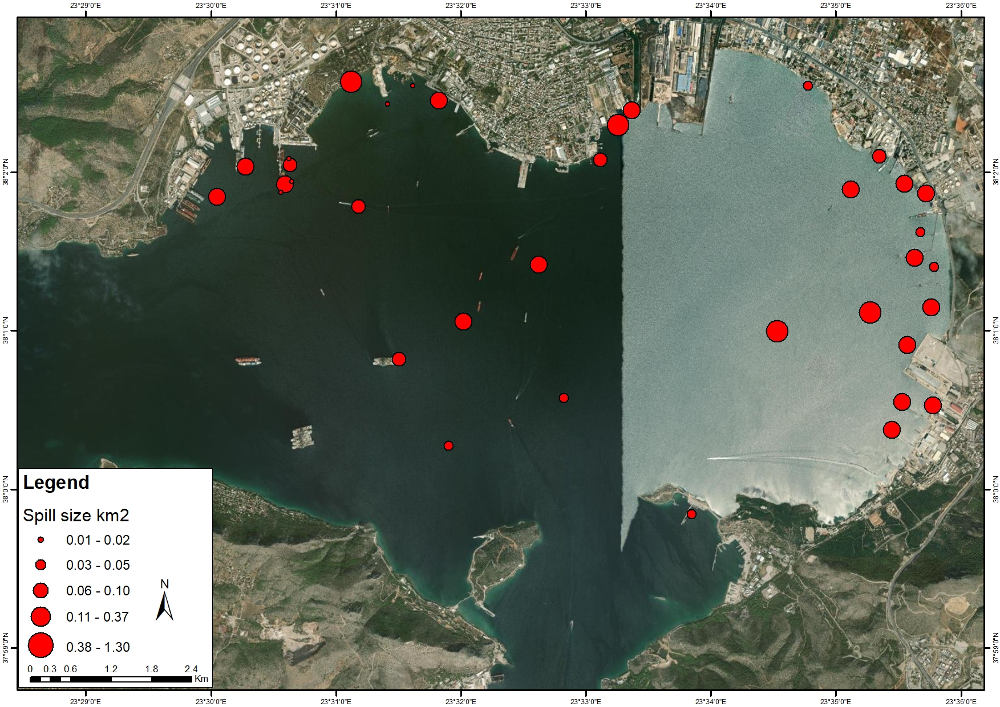 23°29'0"E 23°30'0"E 23°31'0"E 23°32'0"E 23°33'0"E 23°34'0"E 23°35'0"E 23°36'0"E
38°2'0"N 38°2'0"N
38°1'0"N 38°1'0"N
38°0'0"N 38°0'0"N
37°59'0"N 37°59'0"N
Legend
Spill size km2
0.01 - 0.02
0.03 - 0.05
0.06 - 0.10
0.11 - 0.37
0.38 - 1.30
N
0 0.3 0.6 1.2 1.8 2.4
Km
23°29'0"E 23°30'0"E 23°31'0"E 23°32'0"E 23°33'0"E 23°34'0"E 23°35'0"E 23°36'0"E